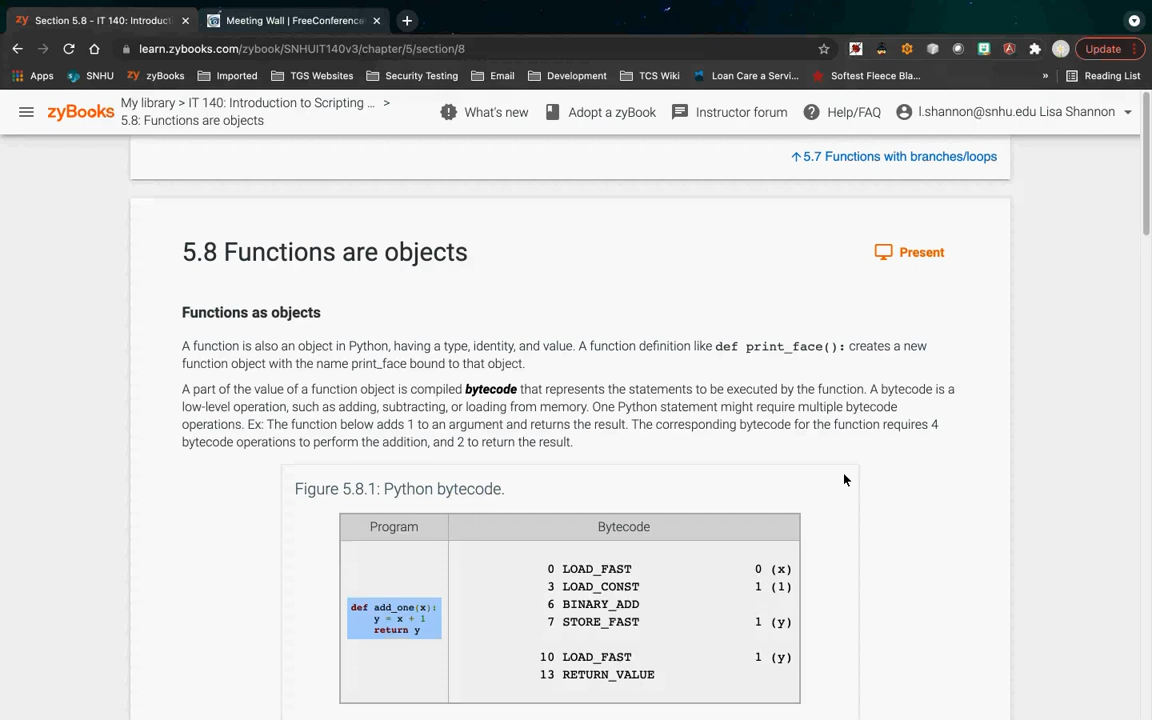 zy Section 5.8 - IT 140: Introduct
Meeting Wall | FreeConference
learn.zybooks.com/zybook/SNHUIT140v3/chapter/5/section/8
Update
Apps
SNHU
zy zyBooks
Imported
TGS Websites
Security Testing
Email
Development
TCS Wiki
Loan Care a Servi...
Softest Fleece Bla...
»
Reading List
zyBooks
My library > IT 140: Introduction to Scripting ... >
5.8: Functions are objects
What's new
Adopt a zyBook
Instructor forum
Help/FAQ
l.shannon@snhu.edu Lisa Shannon
↑5.7 Functions with branches/loops
5.8 Functions are objects
Present
Functions as objects
A function is also an object in Python, having a type, identity, and value. A function definition like def print_face(): creates a new
function object with the name print_face bound to that object.
A part of the value of a function object is compiled bytecode that represents the statements to be executed by the function. A bytecode is a
low-level operation, such as adding, subtracting, or loading from memory. One Python statement might require multiple bytecode
operations. Ex: The function below adds 1 to an argument and returns the result. The corresponding bytecode for the function requires 4
bytecode operations to perform the addition, and 2 to return the result.
Figure 5.8.1: Python bytecode.
Program
Bytecode
def add_one(x):
y = x + 1
return y
0 LOAD_FAST 0 (x)
3 LOAD_CONST 1 (1)
6 BINARY_ADD
7 STORE_FAST 1 (y)
10 LOAD_FAST 1 (y)
13 RETURN_VALUE